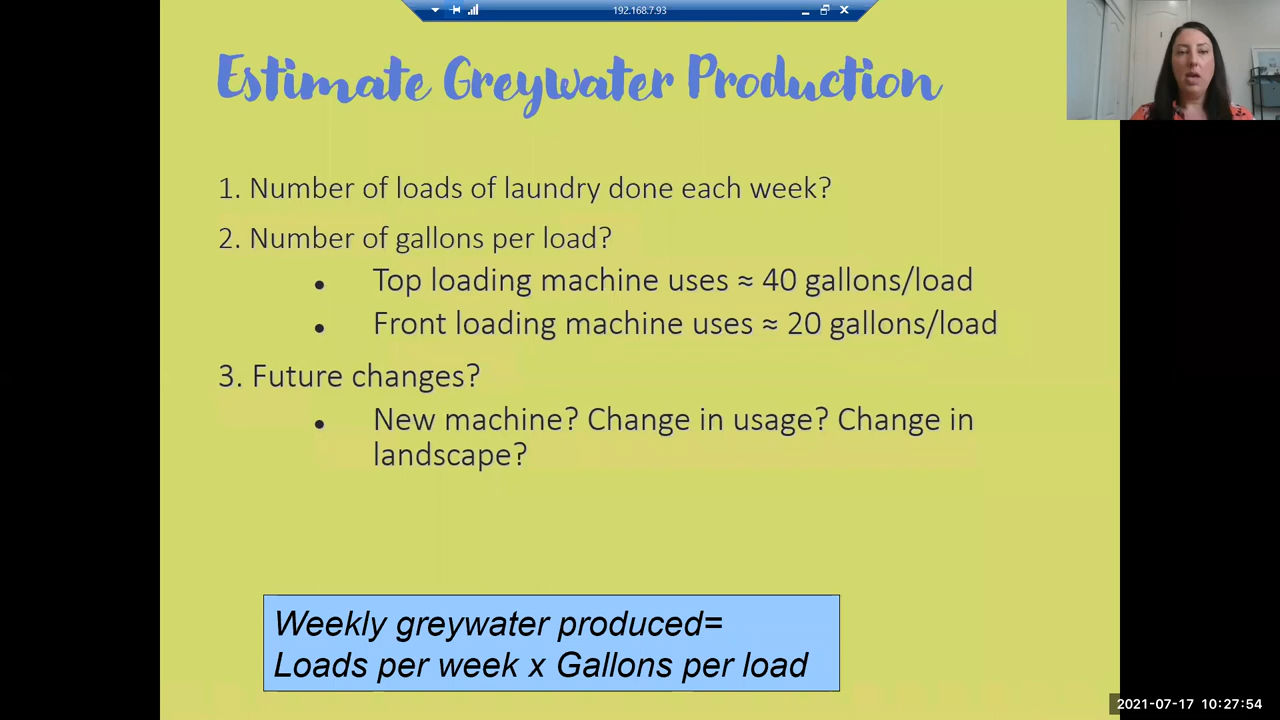 192.168.7.93
Estimate Greywater Production
1. Number of loads of laundry done each week?
2. Number of gallons per load?
• Top loading machine uses ≈ 40 gallons/load
• Front loading machine uses ≈ 20 gallons/load
3. Future changes?
• New machine? Change in usage? Change in
landscape?
Weekly greywater produced=
Loads per week x Gallons per load
2021-07-17 10:27:54